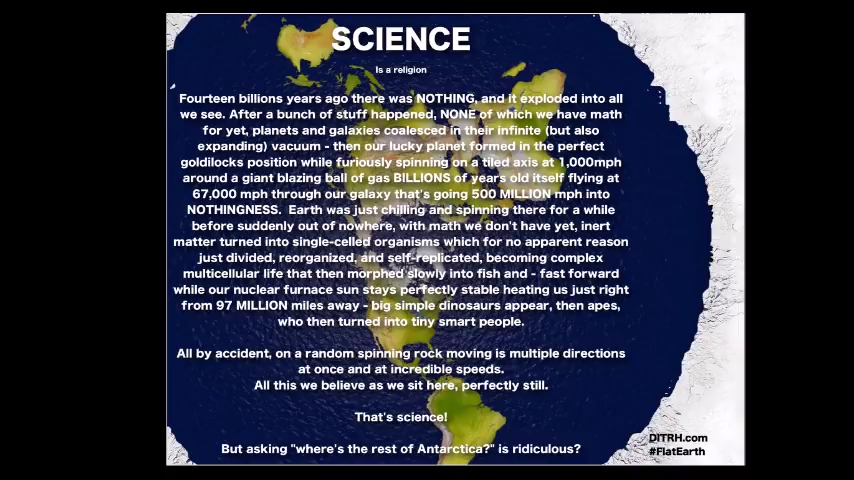 SCIENCE
Is a religion
Fourteen billions years ago there was NOTHING, and it exploded into all
we see. After a bunch of stuff happened, NONE of which we have math
for yet, planets and galaxies coalesced in their infinite (but also
expanding) vacuum - then our lucky planet formed in the perfect
goldilocks position while furiously spinning on a tiled axis at 1,000mph
around a giant blazing ball of gas BILLIONS of years old itself flying at
67,000 mph through our galaxy that's going 500 MILLION mph into
NOTHINGNESS. Earth was just chilling and spinning there for a while
before suddenly out of nowhere, with math we don't have yet, inert
matter turned into single-celled organisms which for no apparent reason
just divided, reorganized, and self-replicated, becoming complex
multicellular life that then morphed slowly into fish and - fast forward
while our nuclear furnace sun stays perfectly stable heating us just right
from 97 MILLION miles away - big simple dinosaurs appear, then apes,
who then turned into tiny smart people.
All by accident, on a random spinning rock moving is multiple directions
at once and at incredible speeds.
All this we believe as we sit here, perfectly still.
That's science!
But asking "where's the rest of Antarctica?" is ridiculous?
DITRH.com
#FlatEarth